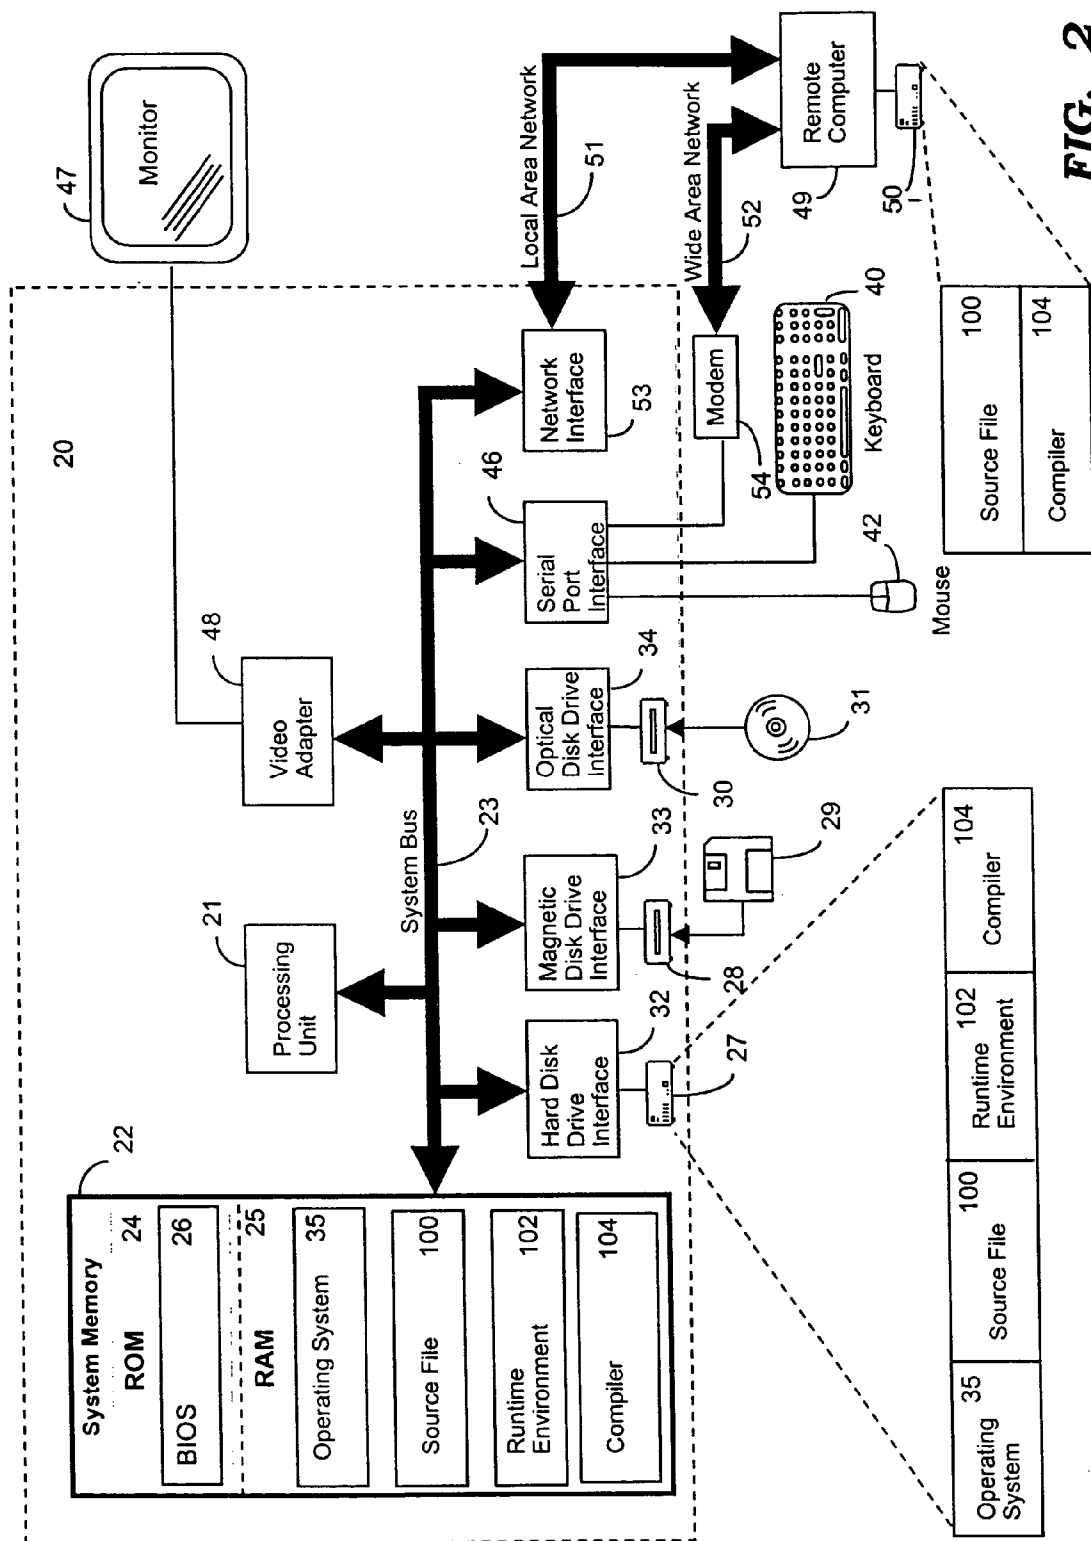 20
47
Monitor
System Memory
22
ROM
24
BIOS
26
RAM
25
Operating System
35
Source File
100
Runtime
Environment
102
Compiler
104
21
Processing
Unit
48
Video
Adapter
System Bus
23
Hard Disk
Drive
Interface
32
Magnetic
Disk Drive
Interface
33
Optical
Disk Drive
Interface
34
Serial
Port
Interface
46
Network
Interface
53
Local Area Network
51
27
28
29
30
31
Mouse
42
Keyboard
40
Modem
54
Wide Area Network
52
Remote
Computer
49
50
Operating
System
35
Source File
100
Runtime
Environment
102
Compiler
104
Source File
100
Compiler
104
FIG. 2